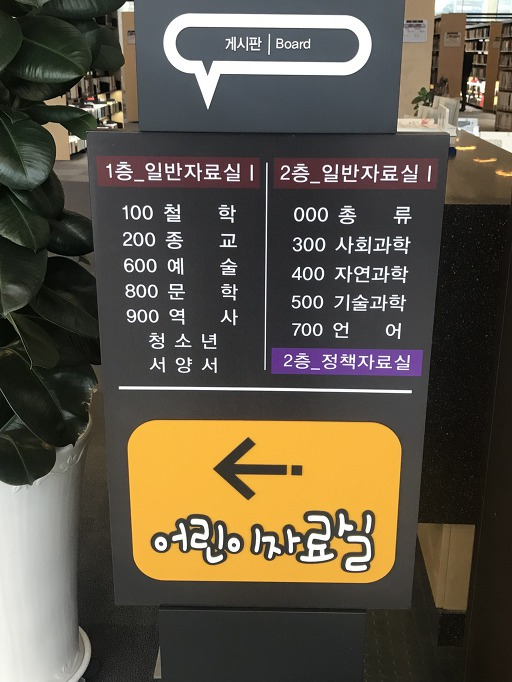 게시판 | Board
1층_일반자료실 I
100 철 학
200 종 교
600 예 술
800 문 학
900 역 사
청 소 년
서 양 서
2층_일반자료실 I
000 총 류
300 사회과학
400 자연과학
500 기술과학
700 언 어
2층_정책자료실
어린이자료실